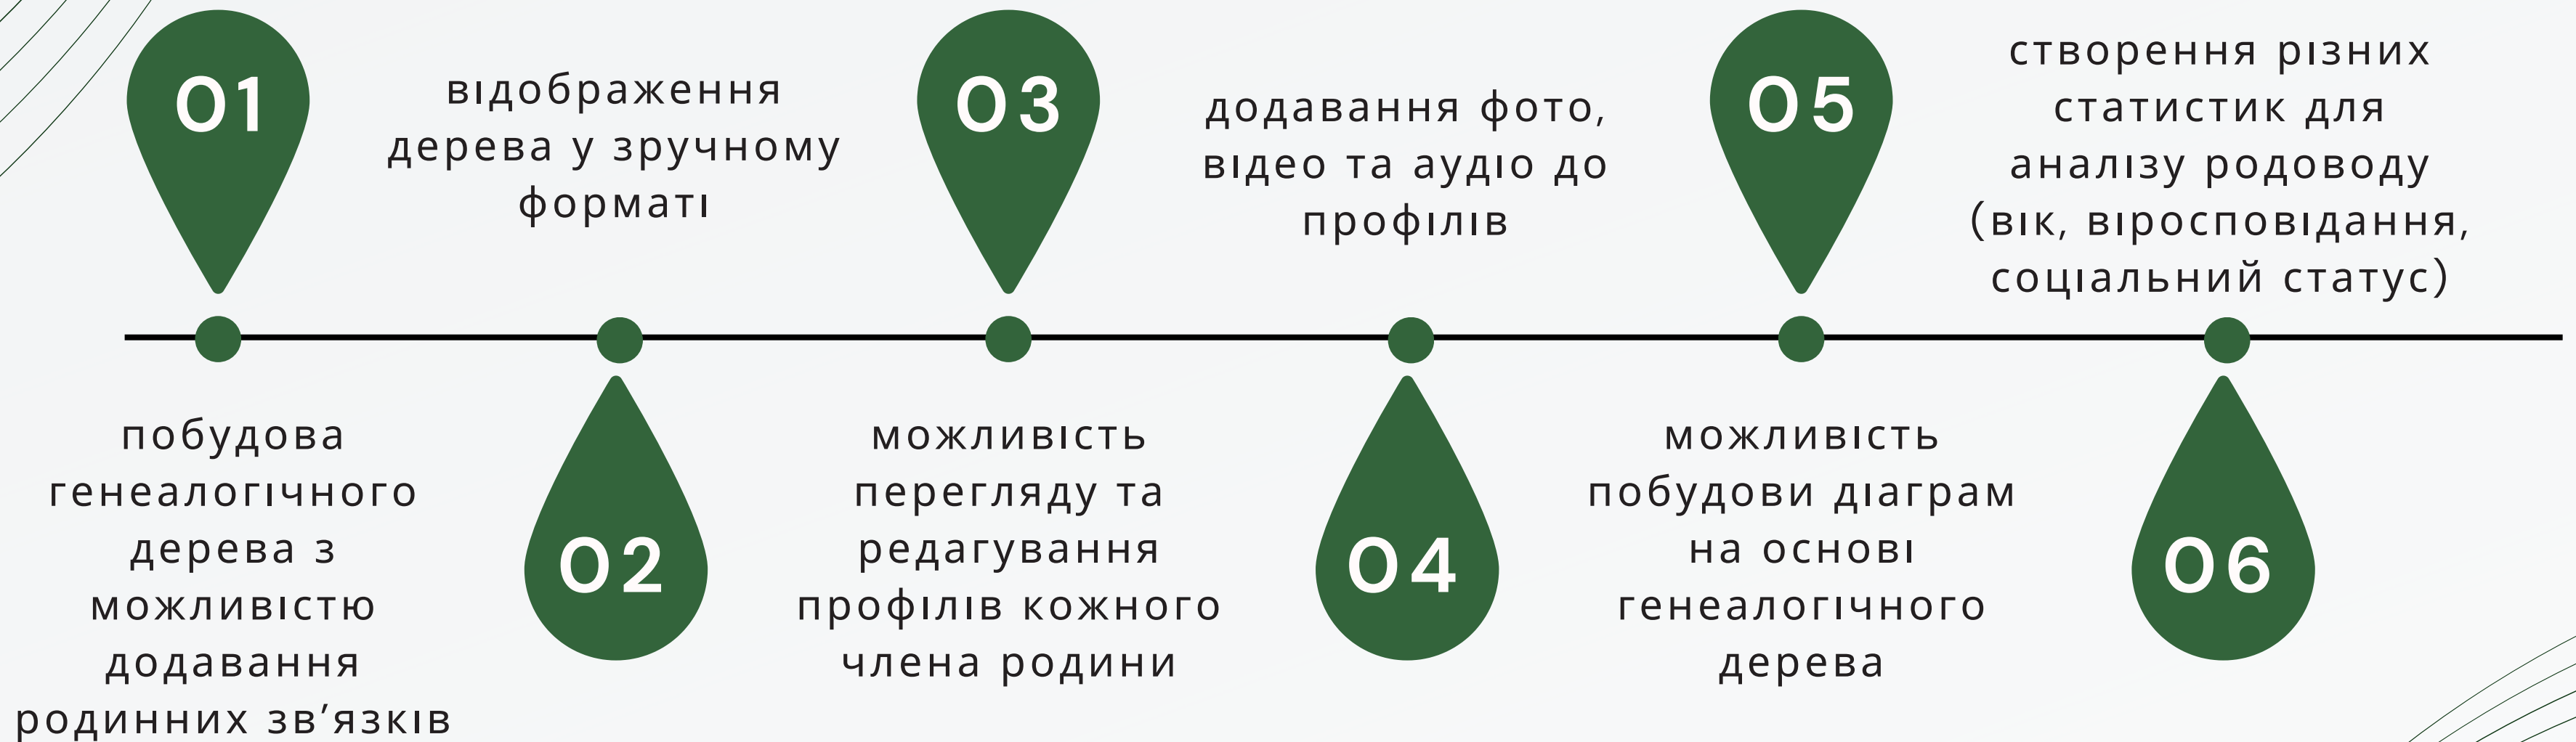 01
побудова
генеалогічного
дерева з
можливістю
додавання
родинних зв’язків
відображення
дерева у зручному
форматі
02
03
можливість
перегляду та
редагування
профілів кожного
члена родини
додавання фото,
відео та аудіо до
профілів
04
05
можливість
побудови діаграм
на основі
генеалогічного
дерева
створення різних
статистик для
аналізу родоводу
(вік, віросповідання,
соціальний статус)
06